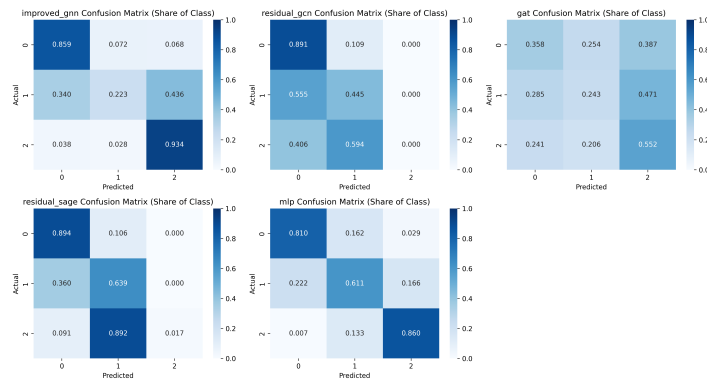 improved_gnn Confusion Matrix (Share of Class)
Actual
0
1
2
0.859 0.072 0.068
0.340 0.223 0.436
0.038 0.028 0.934
0 1 2
Predicted
1.0
0.8
0.6
0.4
0.2
0.0
residual_gcn Confusion Matrix (Share of Class)
Actual
0
1
2
0.891 0.109 0.000
0.555 0.445 0.000
0.406 0.594 0.000
0 1 2
Predicted
1.0
0.8
0.6
0.4
0.2
0.0
gat Confusion Matrix (Share of Class)
Actual
0
1
2
0.358 0.254 0.387
0.285 0.243 0.471
0.241 0.206 0.552
0 1 2
Predicted
1.0
0.8
0.6
0.4
0.2
0.0
residual_sage Confusion Matrix (Share of Class)
Actual
0
1
2
0.894 0.106 0.000
0.360 0.639 0.000
0.091 0.892 0.017
0 1 2
Predicted
1.0
0.8
0.6
0.4
0.2
0.0
mlp Confusion Matrix (Share of Class)
Actual
0
1
2
0.810 0.162 0.029
0.222 0.611 0.166
0.007 0.133 0.860
0 1 2
Predicted
1.0
0.8
0.6
0.4
0.2
0.0